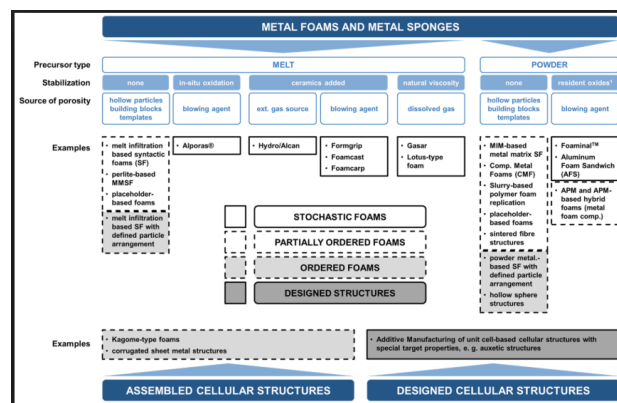 METAL FOAMS AND METAL SPONGES
Precursor type
MELT
POWDER
Stabilization
none
in-situ oxidation
ceramics added
natural viscosity
none
resident oxides¹
Source of porosity
hollow particles
building blocks
templates
blowing agent
ext. gas source
blowing agent
dissolved gas
hollow particles
building blocks
templates
blowing agent
Examples
• melt infiltration
based syntactic
foams (SF)
• perlite-based
MMSF
• placeholder-
based foams
• melt infiltration
based SF with
defined particle
arrangement
• Alporas®
• Hydro/Alcan
• Formgrip
• Foamcast
• Foamcarp
• Gasar
• Lotus-type
foam
• MIM-based
metal matrix SF
• Comp. Metal
Foams (CMF)
• Slurry-based
polymer foam
replication
• placeholder-
based foams
• sintered fibre
structures
• powder metal.-
based SF with
defined particle
arrangement
• hollow sphere
structures
• Foaminal™
• Aluminum
Foam Sandwich
(AFS)
• APM and APM-
based hybrid
foams (metal
foam comp.)
STOCHASTIC FOAMS
PARTIALLY ORDERED FOAMS
ORDERED FOAMS
DESIGNED STRUCTURES
Examples
• Kagome-type foams
• corrugated sheet metal structures
• Additive Manufacturing of unit cell-based cellular structures with
special target properties, e. g. auxetic structures
ASSEMBLED CELLULAR STRUCTURES
DESIGNED CELLULAR STRUCTURES